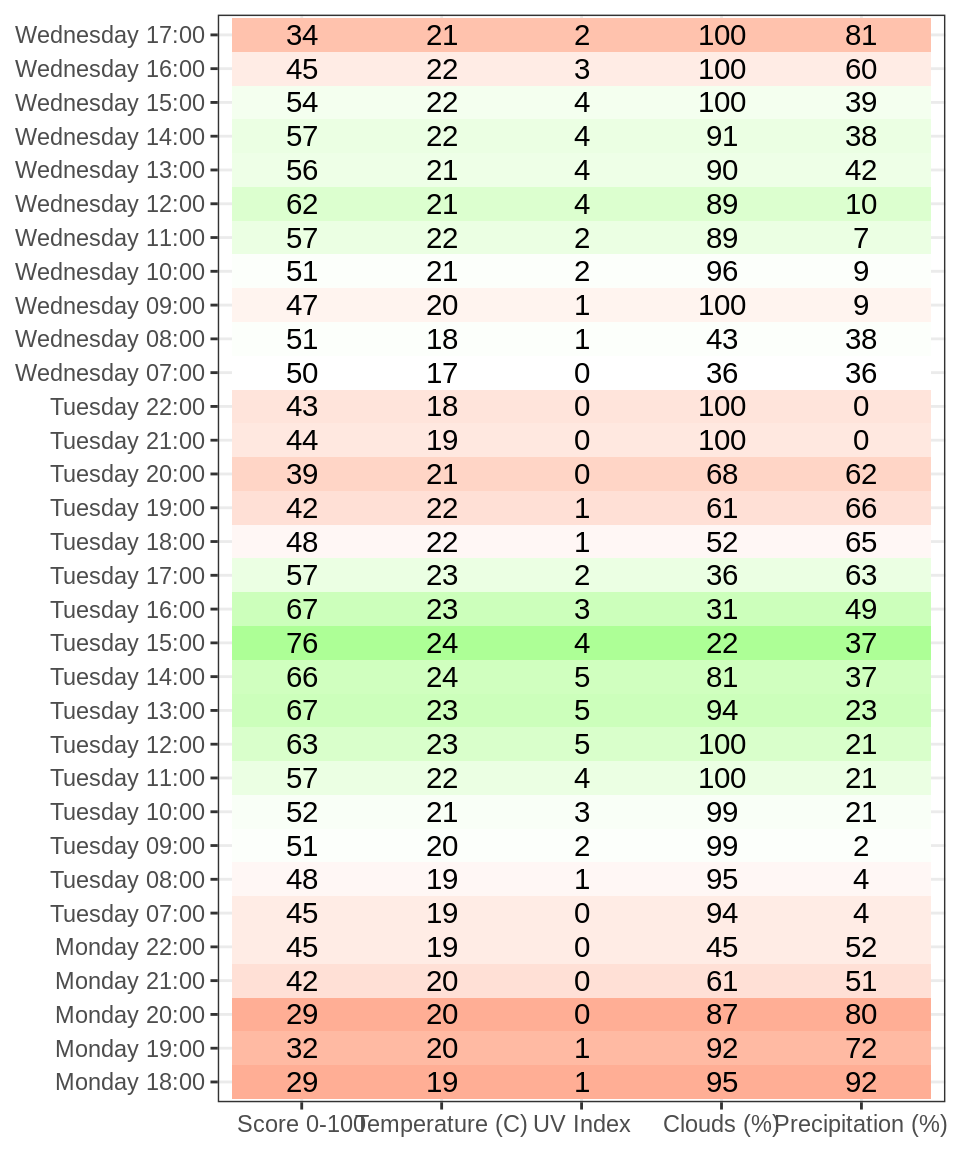 Wednesday 17:00 34 21 2 100 81
Wednesday 16:00 45 22 3 100 60
Wednesday 15:00 54 22 4 100 39
Wednesday 14:00 57 22 4 91 38
Wednesday 13:00 56 21 4 90 42
Wednesday 12:00 62 21 4 89 10
Wednesday 11:00 57 22 2 89 7
Wednesday 10:00 51 21 2 96 9
Wednesday 09:00 47 20 1 100 9
Wednesday 08:00 51 18 1 43 38
Wednesday 07:00 50 17 0 36 36
Tuesday 22:00 43 18 0 100 0
Tuesday 21:00 44 19 0 100 0
Tuesday 20:00 39 21 0 68 62
Tuesday 19:00 42 22 1 61 66
Tuesday 18:00 48 22 1 52 65
Tuesday 17:00 57 23 2 36 63
Tuesday 16:00 67 23 3 31 49
Tuesday 15:00 76 24 4 22 37
Tuesday 14:00 66 24 5 81 37
Tuesday 13:00 67 23 5 94 23
Tuesday 12:00 63 23 5 100 21
Tuesday 11:00 57 22 4 100 21
Tuesday 10:00 52 21 3 99 21
Tuesday 09:00 51 20 2 99 2
Tuesday 08:00 48 19 1 95 4
Tuesday 07:00 45 19 0 94 4
Monday 22:00 45 19 0 45 52
Monday 21:00 42 20 0 61 51
Monday 20:00 29 20 0 87 80
Monday 19:00 32 20 1 92 72
Monday 18:00 29 19 1 95 92
Score 0-100 Temperature (C) UV Index Clouds (%) Precipitation (%)